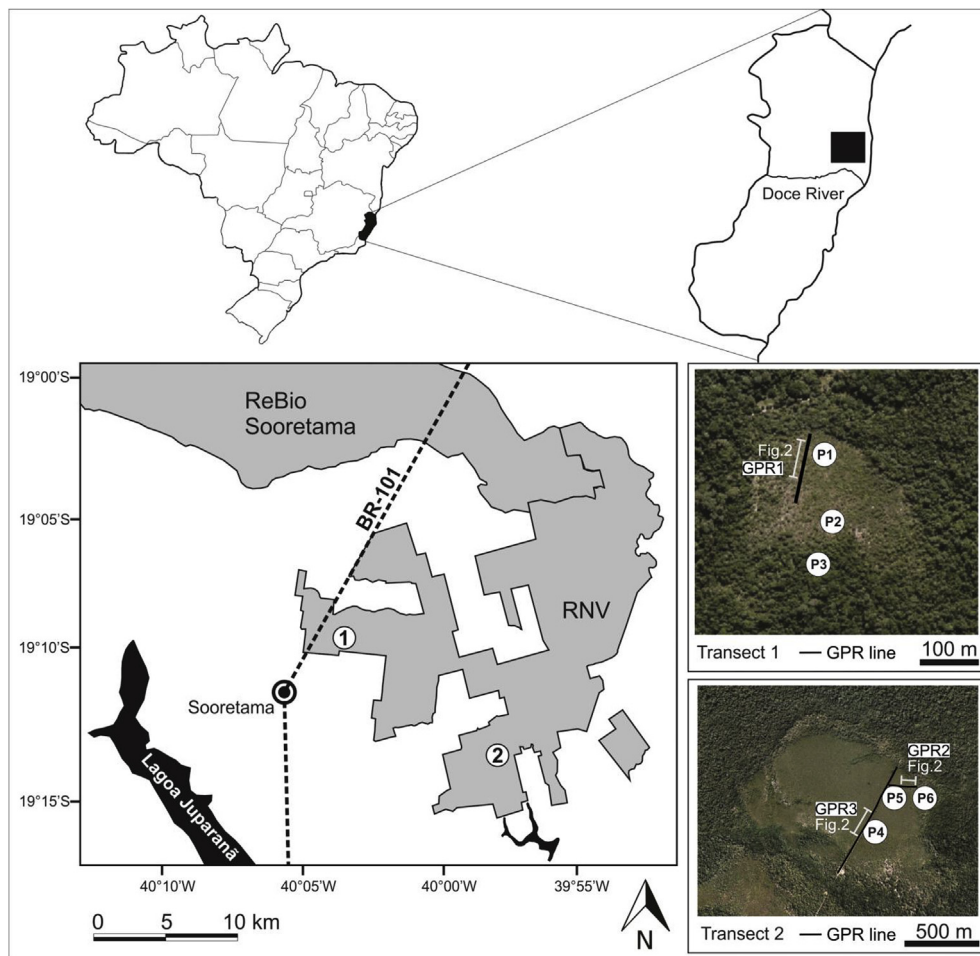 Doce River
19°00'S
19°05'S
19°10'S
19°15'S
ReBio
Sooretama
BR-101
RNV
1
2
Sooretama
Lagoa Juparanã
40°10'W
40°05'W
40°00'W
39°55'W
0 5 10 km
N
Fig.2
GPR1
P1
P2
P3
Transect 1 GPR line 100 m
GPR2
Fig.2
P5
P6
GPR3
Fig.2
P4
Transect 2 GPR line 500 m